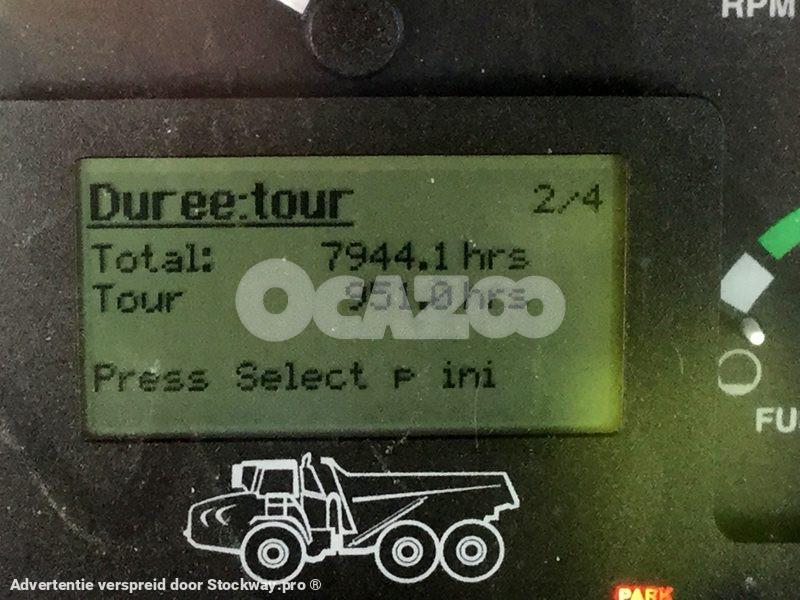 RPM
Duree:tour 2/4
Total: 7944.1 hrs
Tour 951.0 hrs
OCAZOO
Press Select p ini
PARK
Advertentie verspreid door Stockway.pro ®